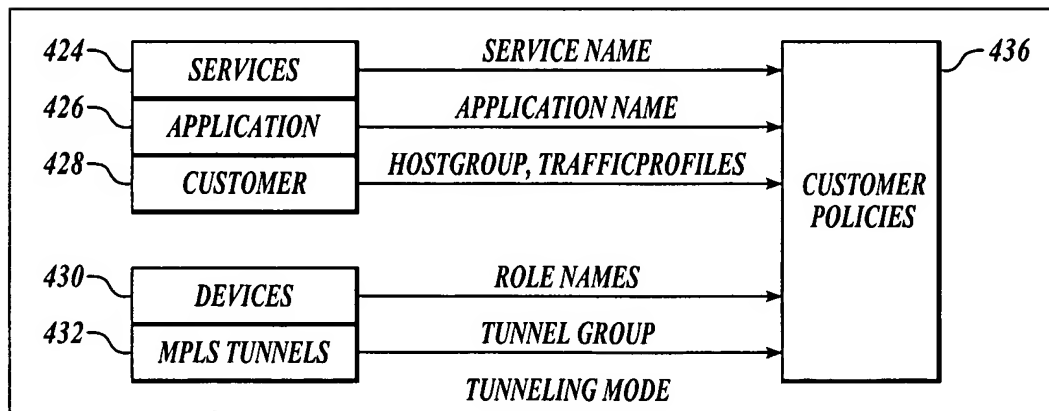 424 SERVICES SERVICE NAME 436
426 APPLICATION APPLICATION NAME
428 CUSTOMER HOSTGROUP, TRAFFICPROFILES
CUSTOMER
POLICIES
430 DEVICES ROLE NAMES
432 MPLS TUNNELS TUNNEL GROUP
TUNNELING MODE